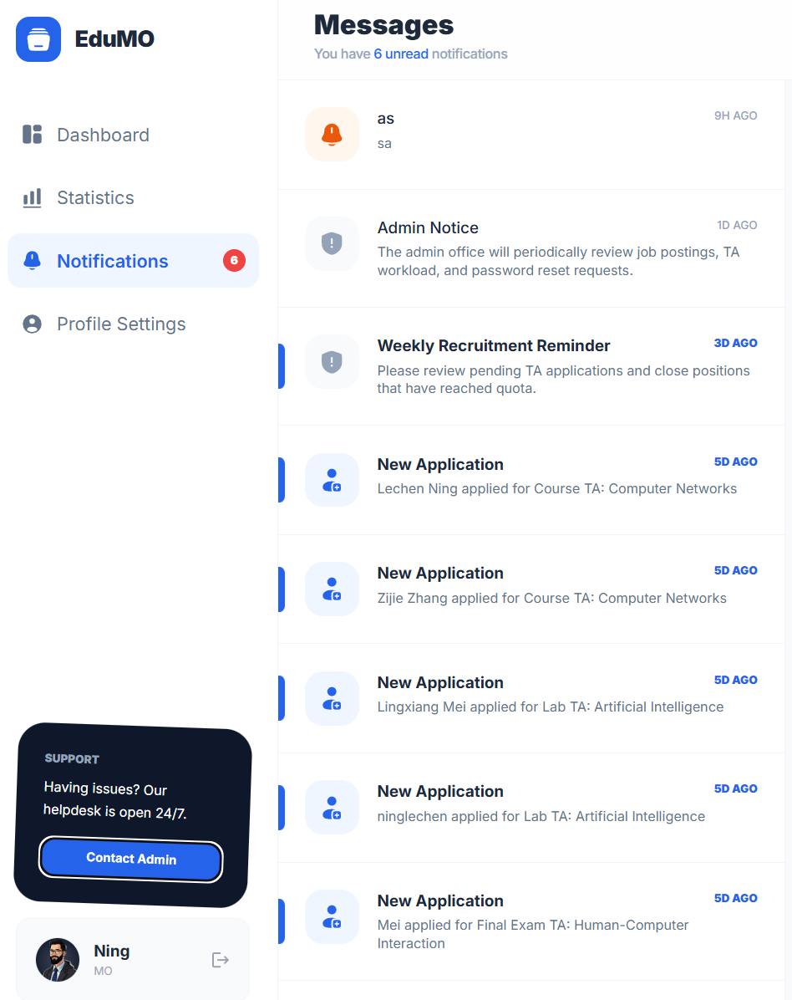 EduMO
Dashboard
Statistics
Notifications 6
Profile Settings
SUPPORT
Having issues? Our
helpdesk is open 24/7.
Contact Admin
Ning
MO
Messages
You have 6 unread notifications
as 9H AGO
sa
Admin Notice 1D AGO
The admin office will periodically review job postings, TA
workload, and password reset requests.
Weekly Recruitment Reminder 3D AGO
Please review pending TA applications and close positions
that have reached quota.
New Application 5D AGO
Lechen Ning applied for Course TA: Computer Networks
New Application 5D AGO
Zijie Zhang applied for Course TA: Computer Networks
New Application 5D AGO
Lingxiang Mei applied for Lab TA: Artificial Intelligence
New Application 5D AGO
ninglechen applied for Lab TA: Artificial Intelligence
New Application 5D AGO
Mei applied for Final Exam TA: Human-Computer
Interaction